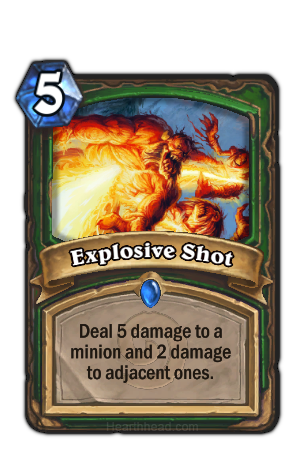 5
Explosive Shot
Deal 5 damage to a
minion and 2 damage
to adjacent ones.
Hearthhead.com